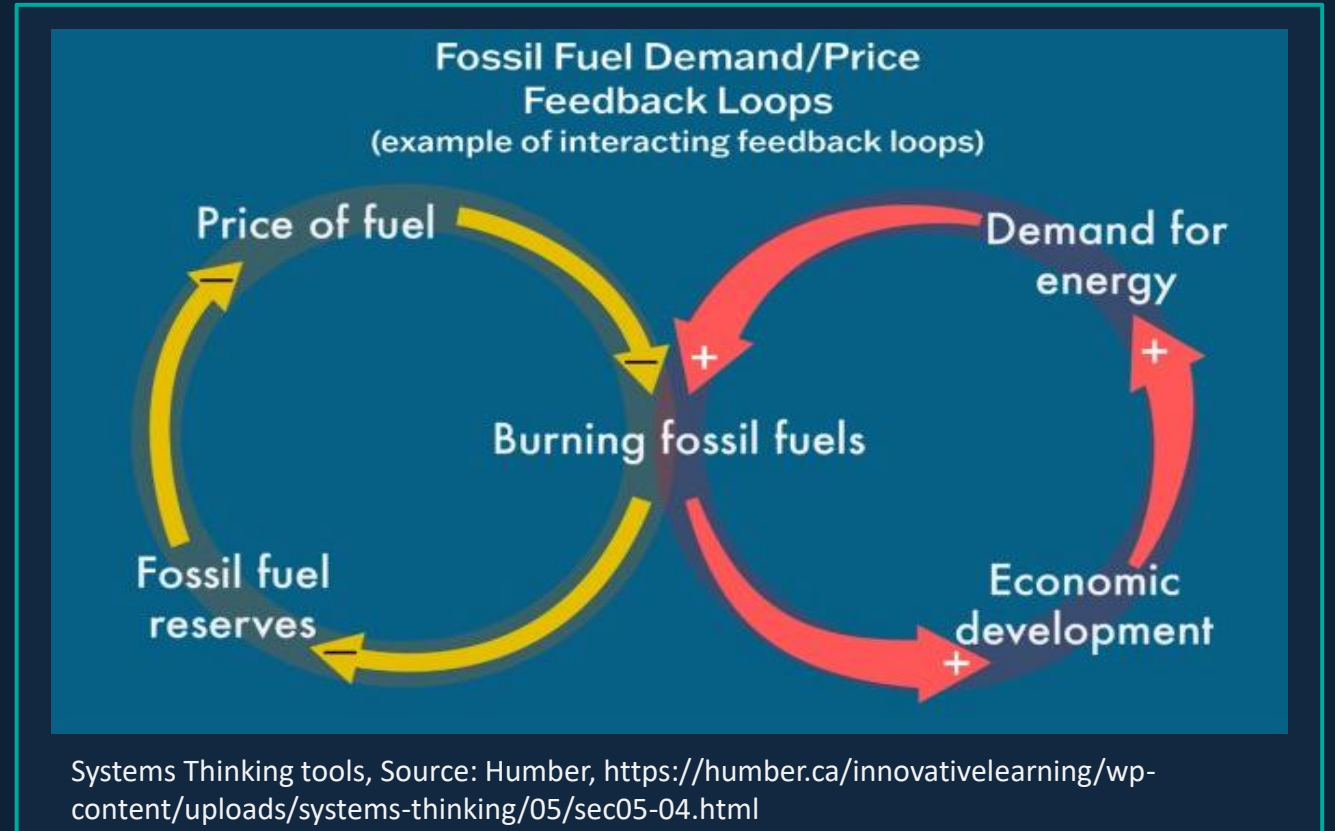 Fossil Fuel Demand/Price
Feedback Loops
(example of interacting feedback loops)
Price of fuel
–
–
Fossil fuel
reserves
–
Burning fossil fuels
+
Demand for
energy
+
Economic
development
+
Systems Thinking tools, Source: Humber, https://humber.ca/innovativelearning/wp-
content/uploads/systems-thinking/05/sec05-04.html